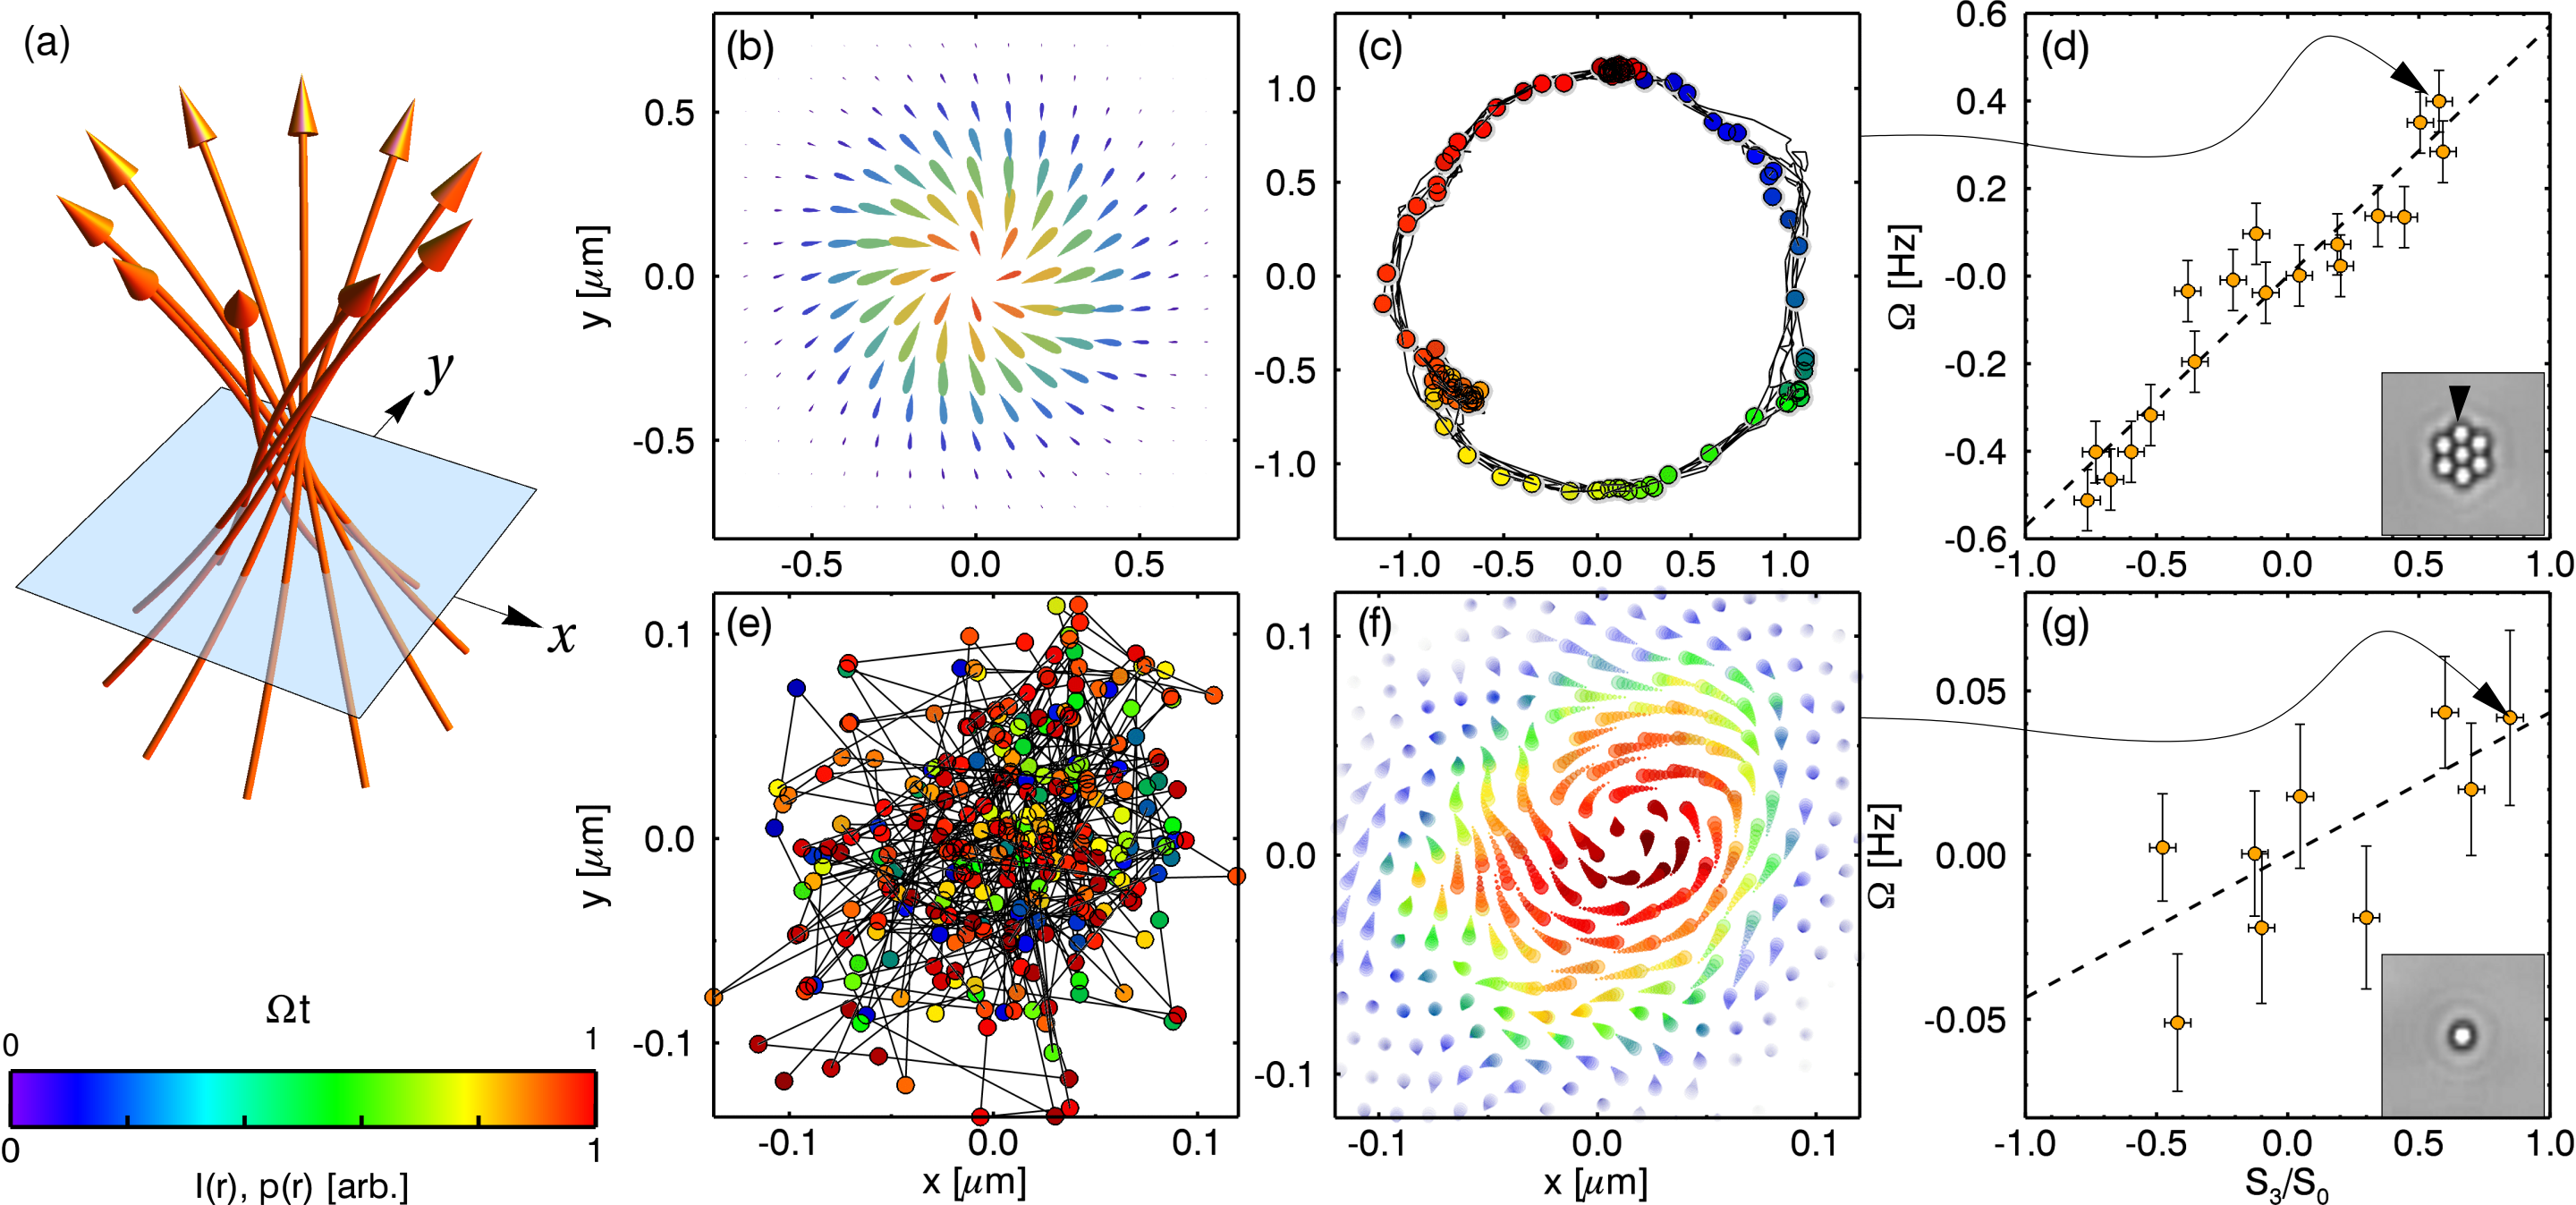 (a)
y
x
Ωt
0
1
0
1
I(r), p(r) [arb.]
(b)
y [μm]
0.5
0.0
-0.5
-0.5
0.0
0.5
(c)
1.0
0.5
0.0
-0.5
-1.0
-1.0
-0.5
0.0
0.5
1.0
(d)
Ω [Hz]
0.6
0.4
0.2
-0.0
-0.2
-0.4
-0.6
-1.0
-0.5
0.0
0.5
1.0
(e)
y [μm]
0.1
0.0
-0.1
-0.1
0.0
0.1
x [μm]
(f)
0.1
0.0
-0.1
-0.1
0.0
0.1
x [μm]
(g)
Ω [Hz]
0.05
0.00
-0.05
-1.0
-0.5
0.0
0.5
1.0
S₃/S₀